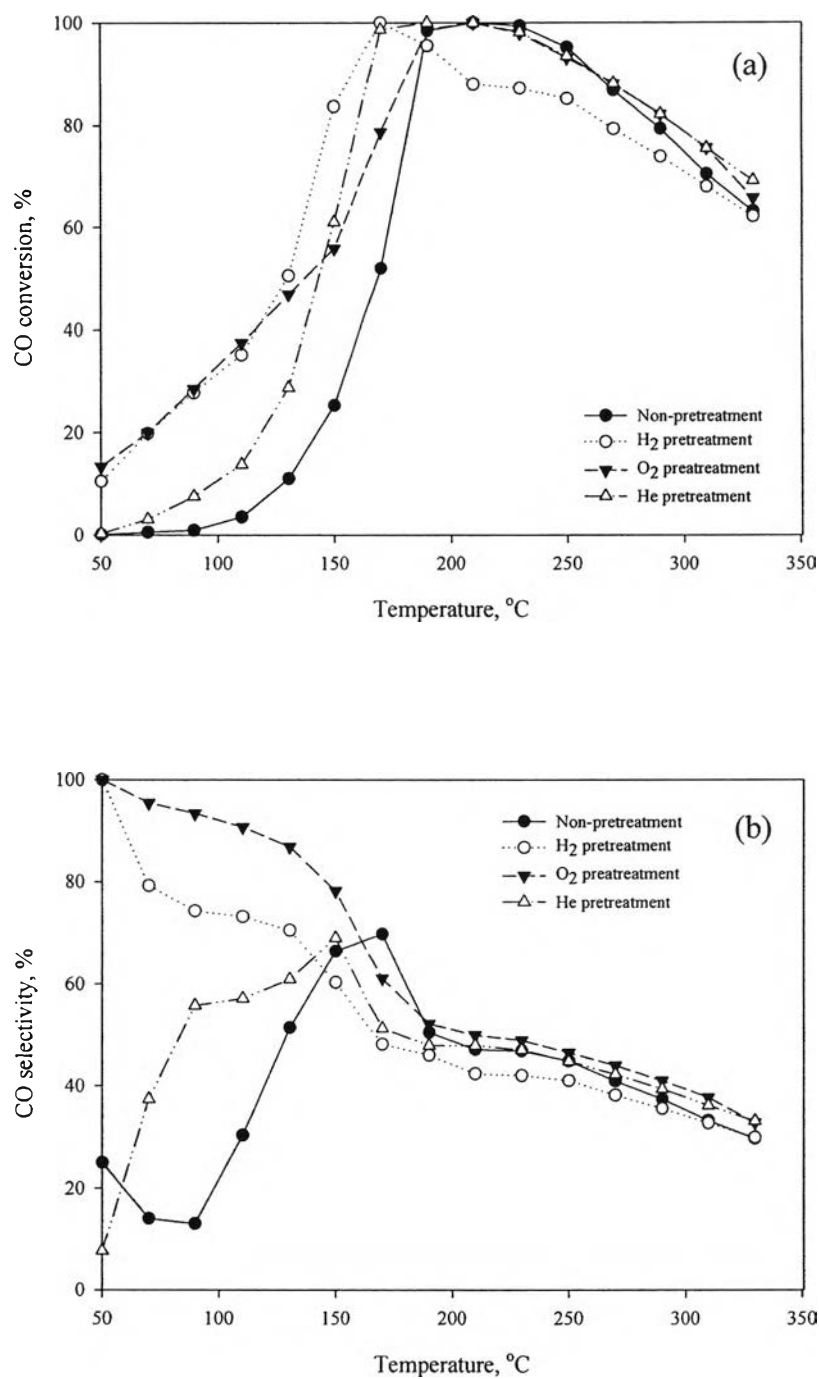 (a)
CO conversion, %
100
80
60
40
20
0
Non-pretreatment
H2 pretreatment
O2 preatreatment
He pretreatment
50 100 150 200 250 300 350
Temperature, °C
(b)
CO selectivity, %
100
80
60
40
20
0
Non-pretreatment
H2 pretreatment
O2 preatreatment
He pretreatment
50 100 150 200 250 300 350
Temperature, °C